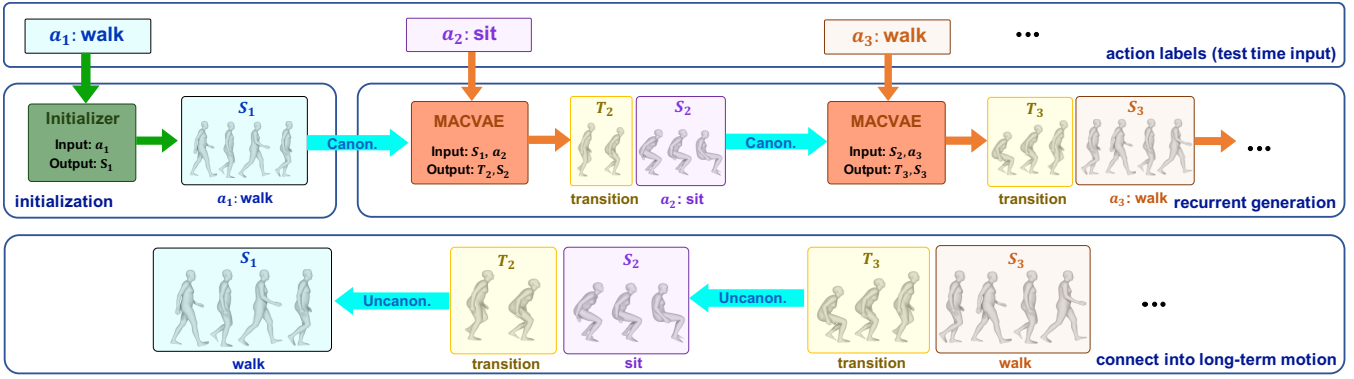 a₁: walk
a₂: sit
a₃: walk
...
action labels (test time input)
Initializer
Input: a₁
Output: S₁
S₁
a₁: walk
initialization
Canon.
MACVAE
Input: S₁, a₂
Output: T₂, S₂
T₂
transition
S₂
a₂: sit
Canon.
MACVAE
Input: S₂, a₃
Output: T₃, S₃
T₃
transition
S₃
a₃: walk
...
recurrent generation
S₁
walk
Uncanon.
T₂
transition
S₂
sit
Uncanon.
T₃
transition
S₃
walk
...
connect into long-term motion